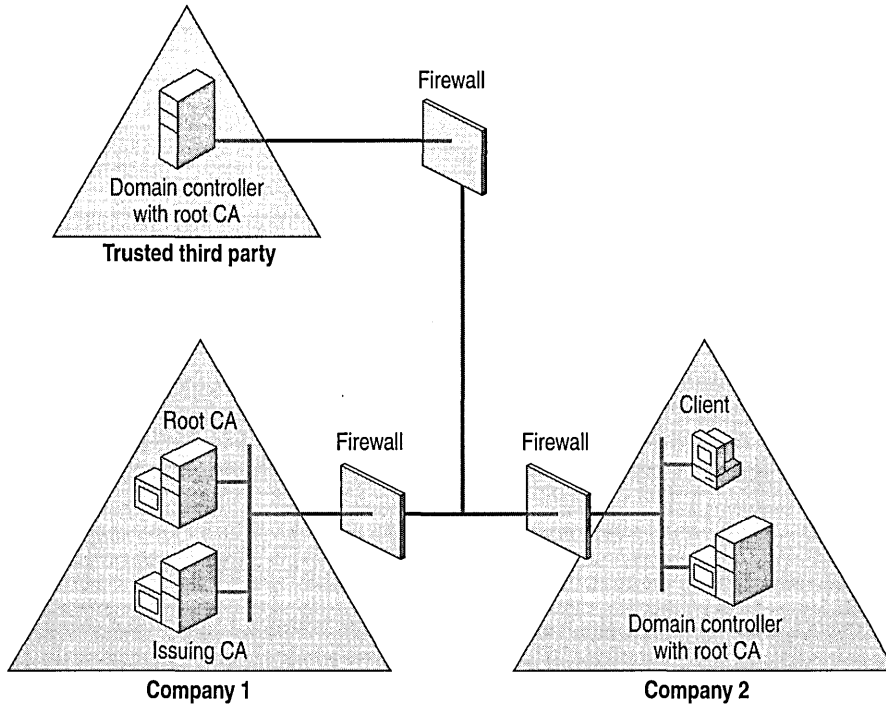 Firewall
Domain controller
with root CA
Trusted third party
Root CA
Issuing CA
Company 1
Firewall
Firewall
Client
Domain controller
with root CA
Company 2